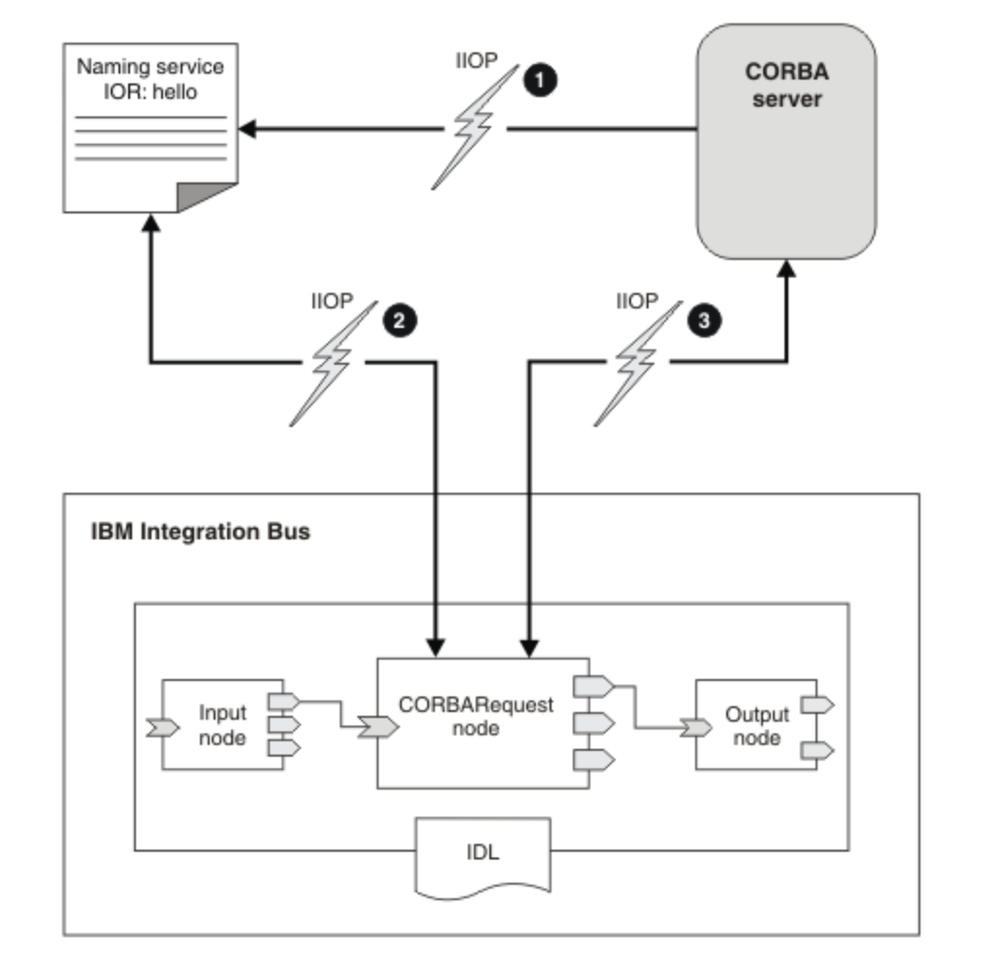 Naming service
IOR: hello
IIOP
1
CORBA
server
IIOP
2
IIOP
3
IBM Integration Bus
Input
node
CORBARequest
node
Output
node
IDL